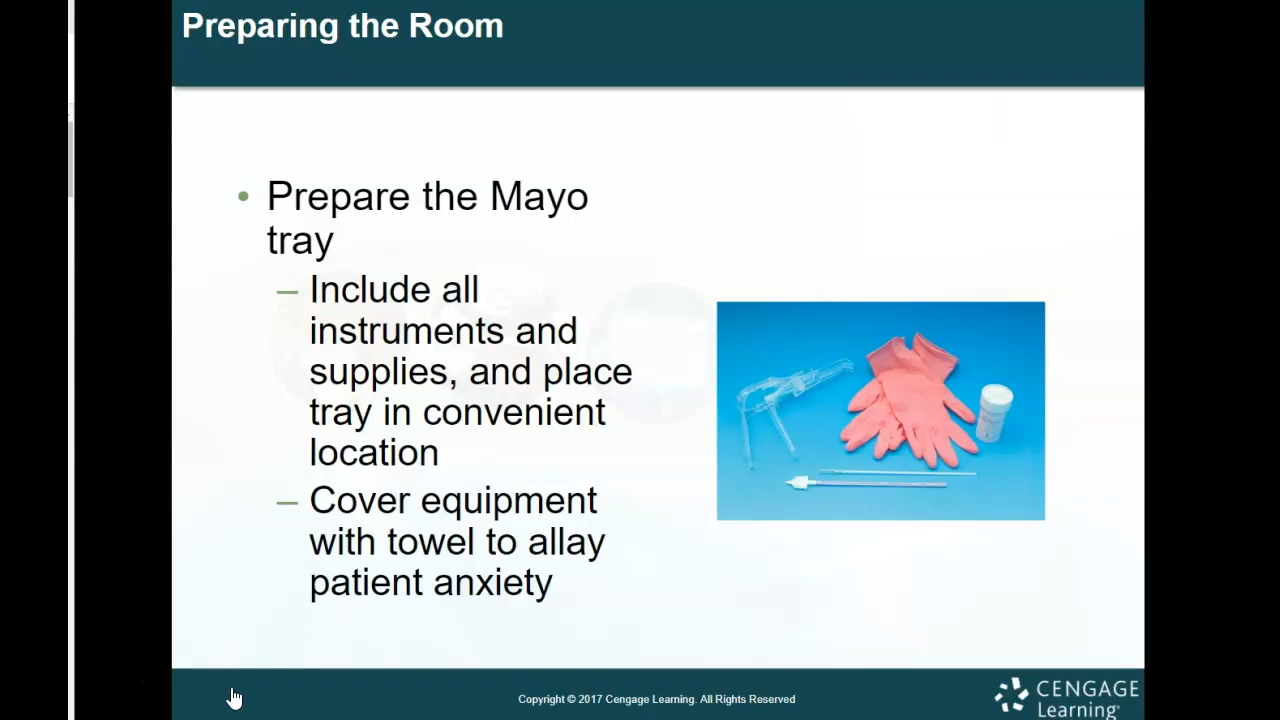 Preparing the Room
• Prepare the Mayo
tray
– Include all
instruments and
supplies, and place
tray in convenient
location
– Cover equipment
with towel to allay
patient anxiety
Copyright © 2017 Cengage Learning. All Rights Reserved
CENGAGE
Learning